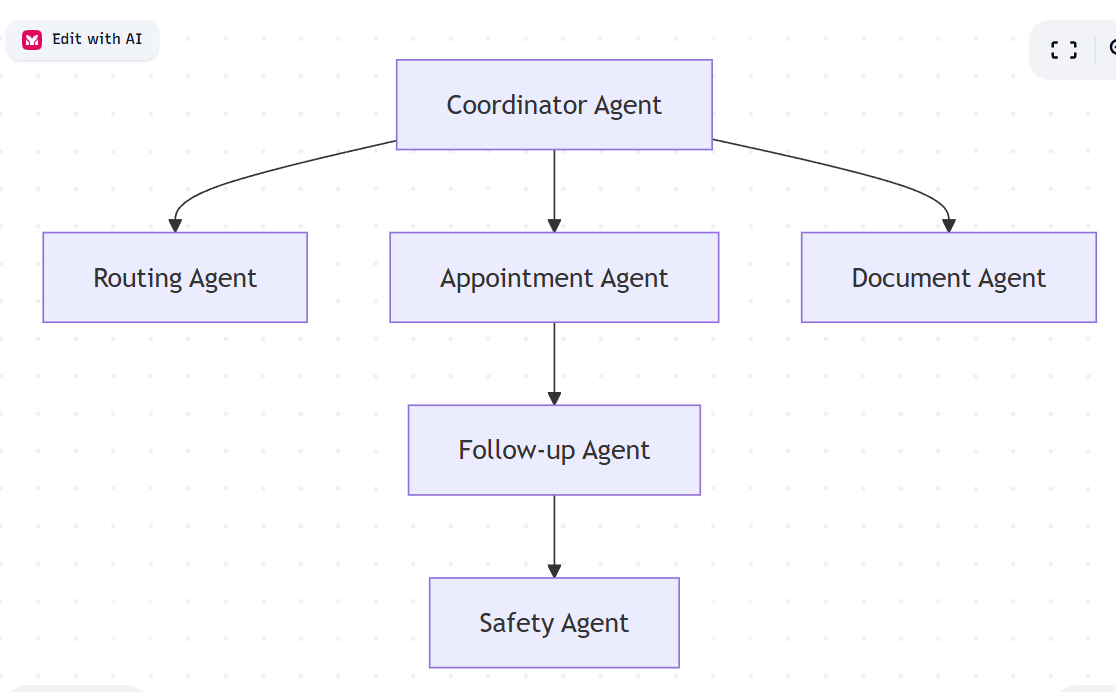 Edit with AI
Coordinator Agent
Routing Agent
Appointment Agent
Document Agent
Follow-up Agent
Safety Agent